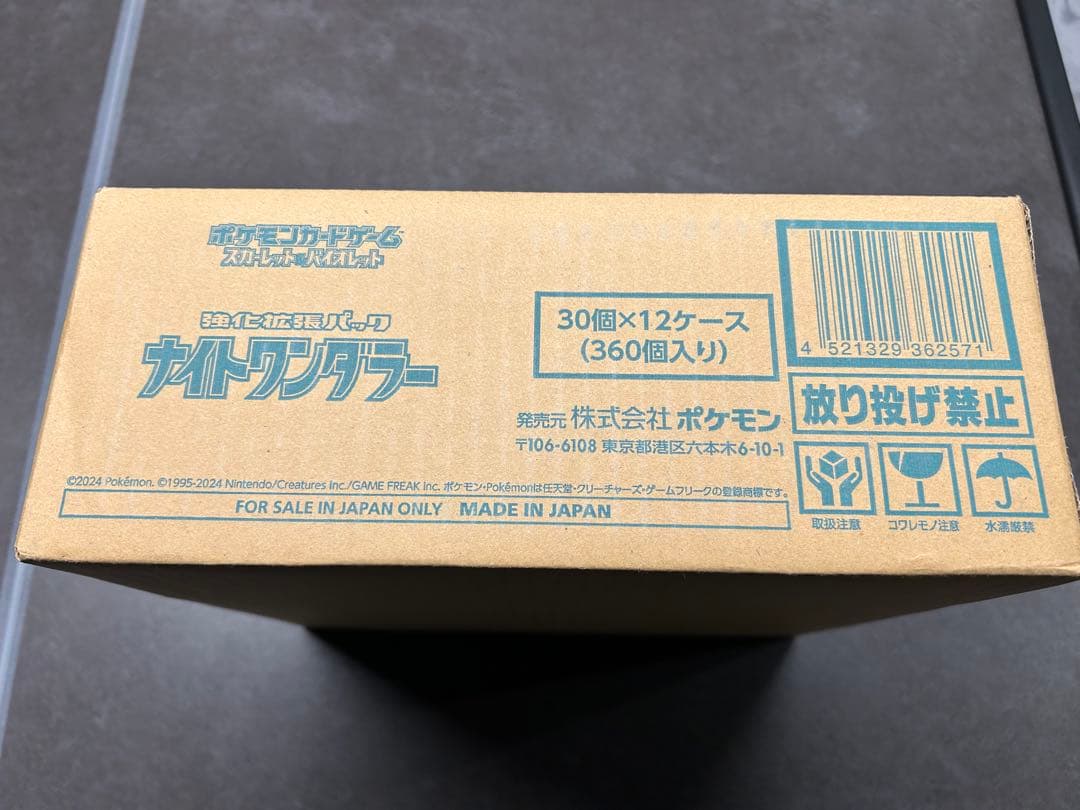 ポケモンカードゲーム
スカーレット&バイオレット
強化拡張パック
ナイトワンダラー
30個×12ケース
(360個入り)
4 521329 362571
発売元 株式会社 ポケモン
〒106-6108 東京都港区六本木6-10-1
放り投げ禁止
取扱注意 コワレモノ注意 水濡厳禁
©2024 Pokémon. ©1995-2024 Nintendo/Creatures Inc./GAME FREAK inc. ポケモン・Pokémonは任天堂・クリーチャーズ・ゲームフリークの登録商標です。
FOR SALE IN JAPAN ONLY MADE IN JAPAN